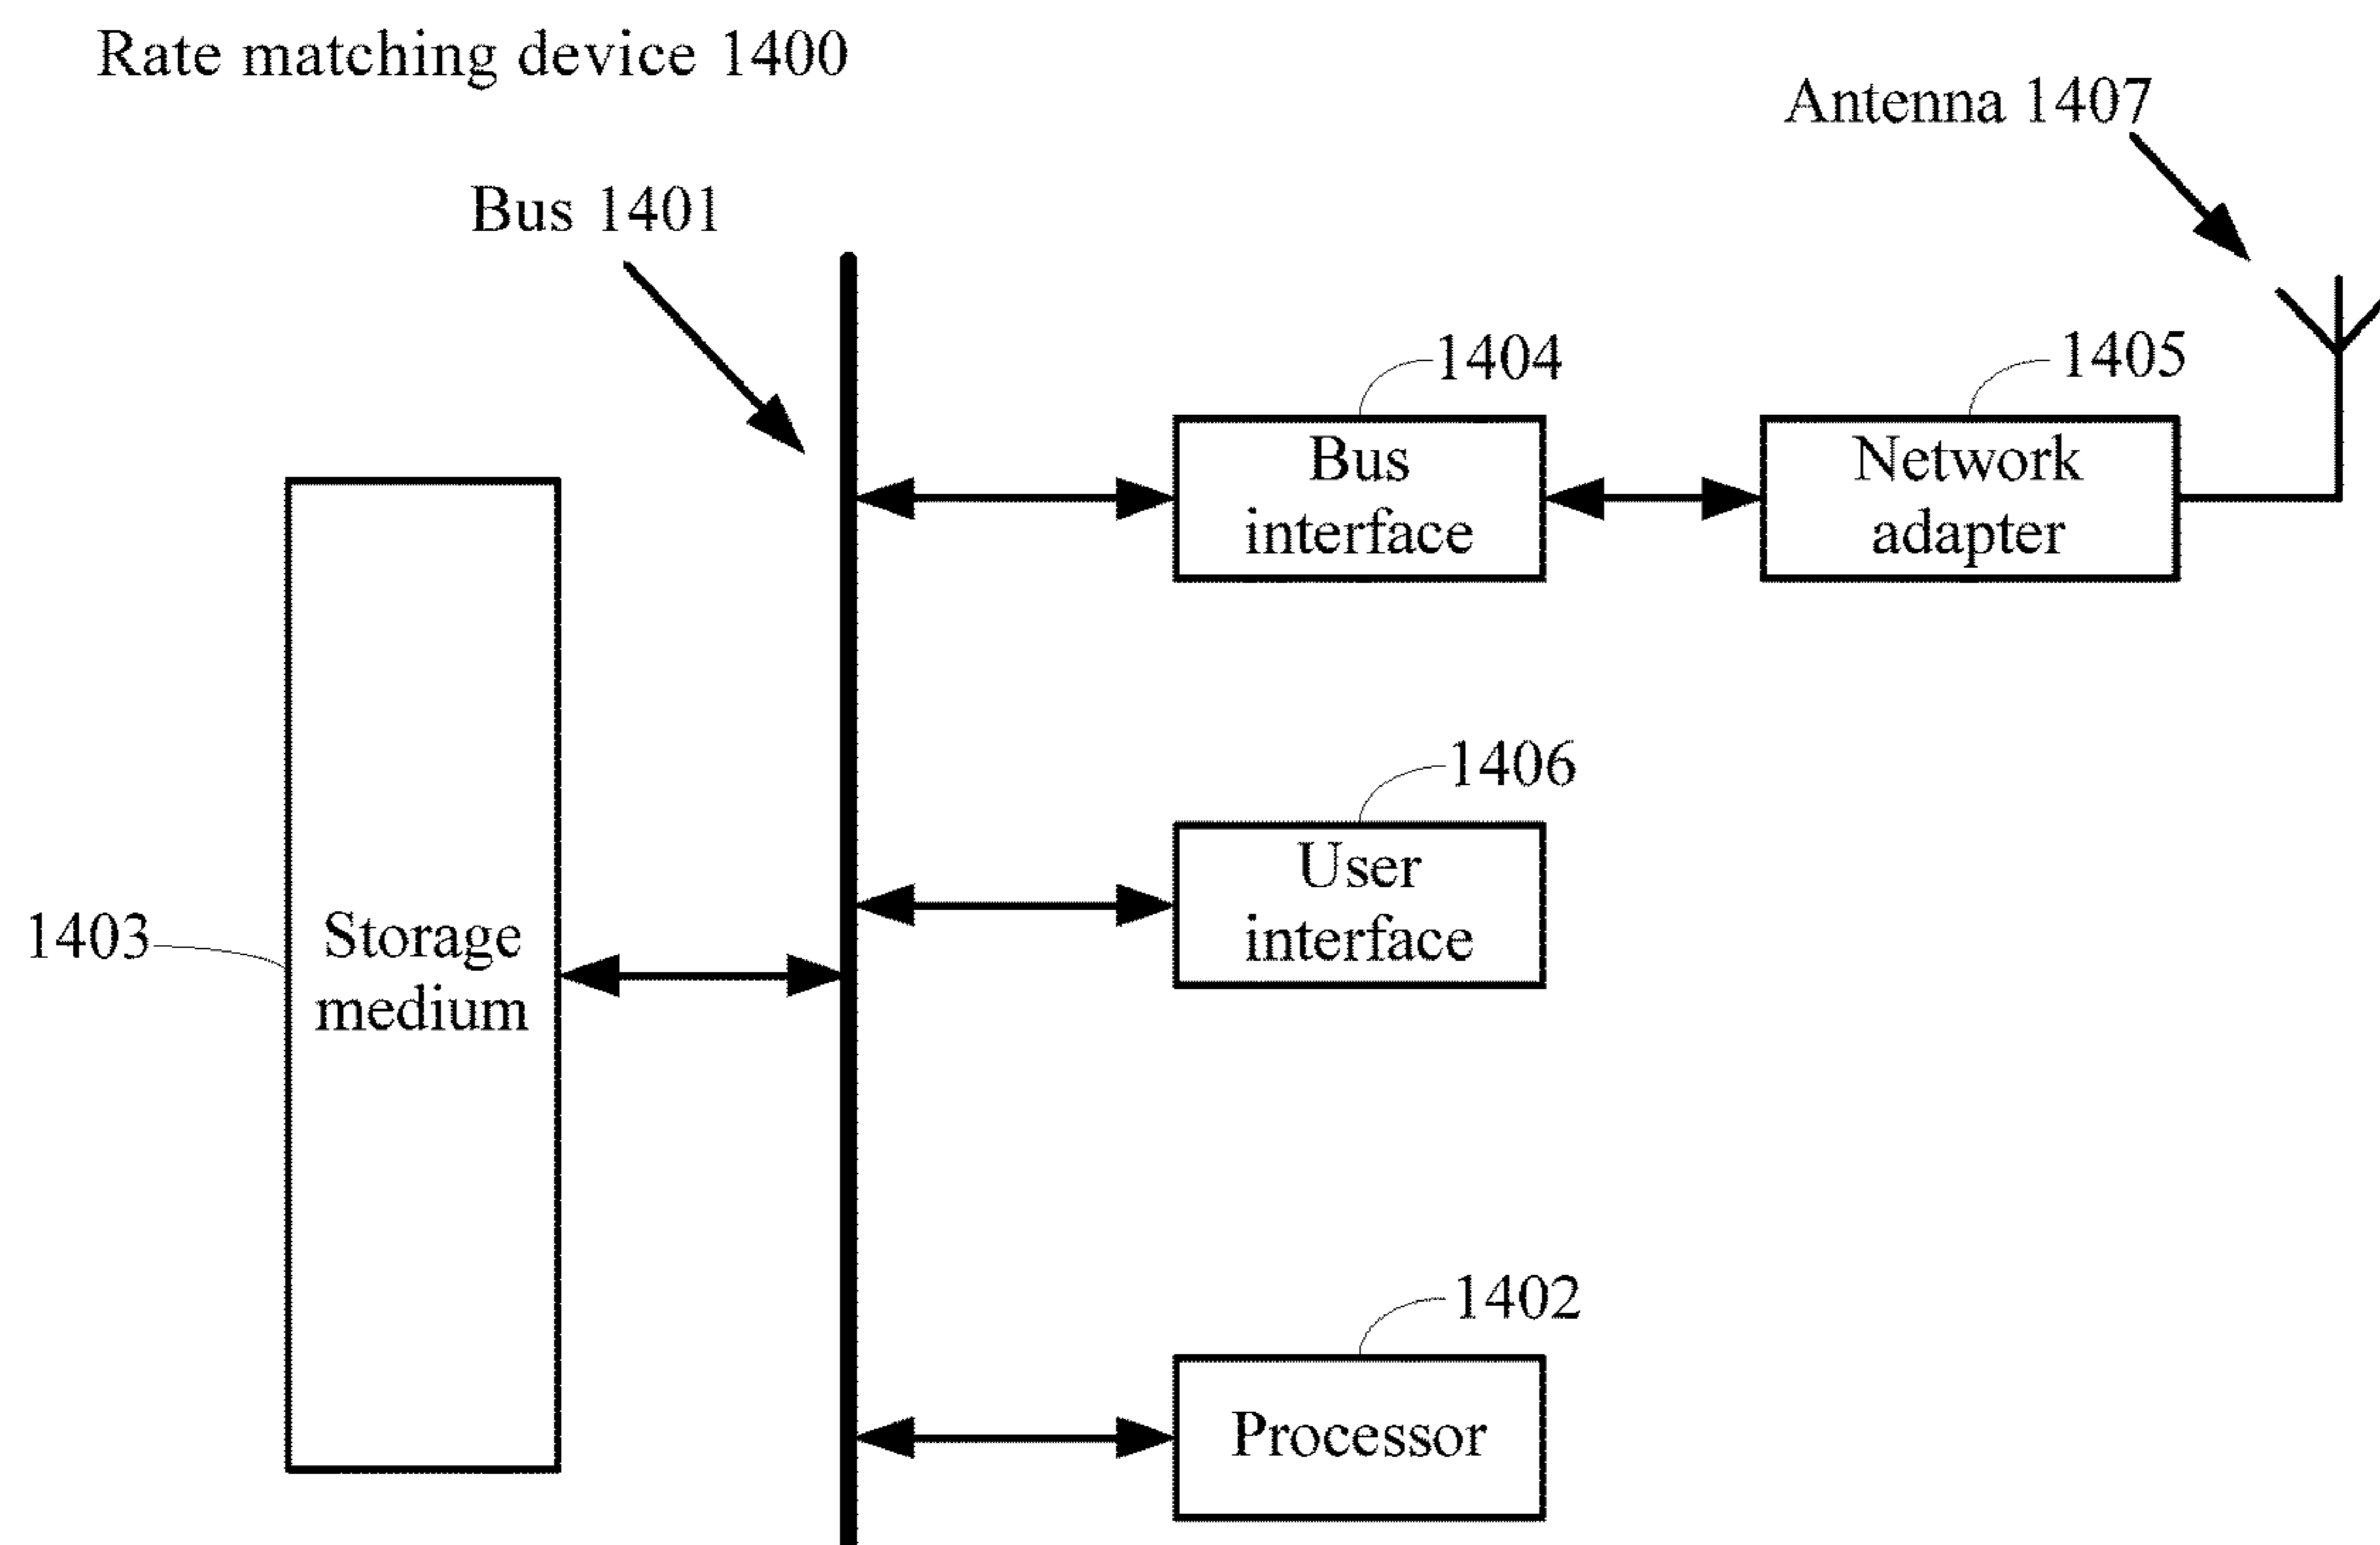 Rate matching device 1400
Antenna 1407
Bus 1401
1404
1405
Bus
interface
Network
adapter
1406
User
interface
1403
Storage
medium
1402
Processor